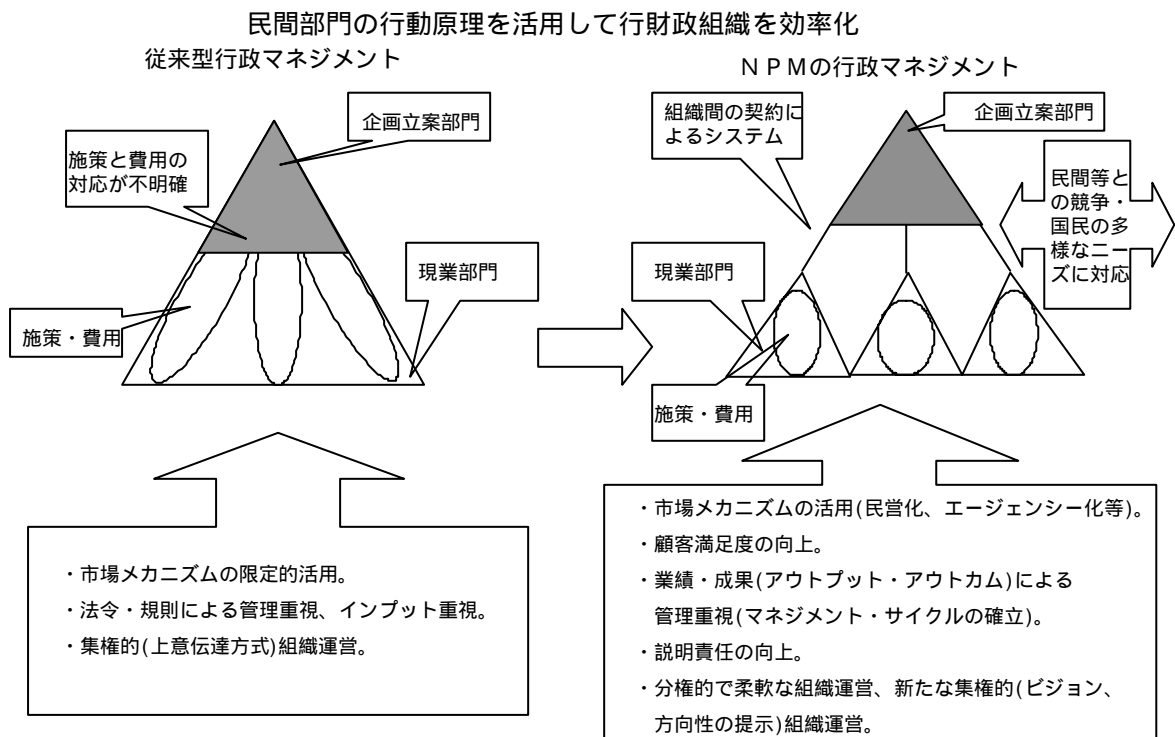 民間部門の行動原理を活用して行財政組織を効率化
従来型行政マネジメント
企画立案部門
施策と費用の
対応が不明確
現業部門
施策・費用
・市場メカニズムの限定的活用。
・法令・規則による管理重視、インプット重視。
・集権的(上意伝達方式)組織運営。
ＮＰＭの行政マネジメント
組織間の契約に
よるシステム
企画立案部門
民間等と
の競争・
国民の多
様なニー
ズに対応
現業部門
施策・費用
・市場メカニズムの活用(民営化、エージェンシー化等)。
・顧客満足度の向上。
・業績・成果(アウトプット・アウトカム)による
管理重視(マネジメント・サイクルの確立)。
・説明責任の向上。
・分権的で柔軟な組織運営、新たな集権的(ビジョン、
方向性の提示)組織運営。